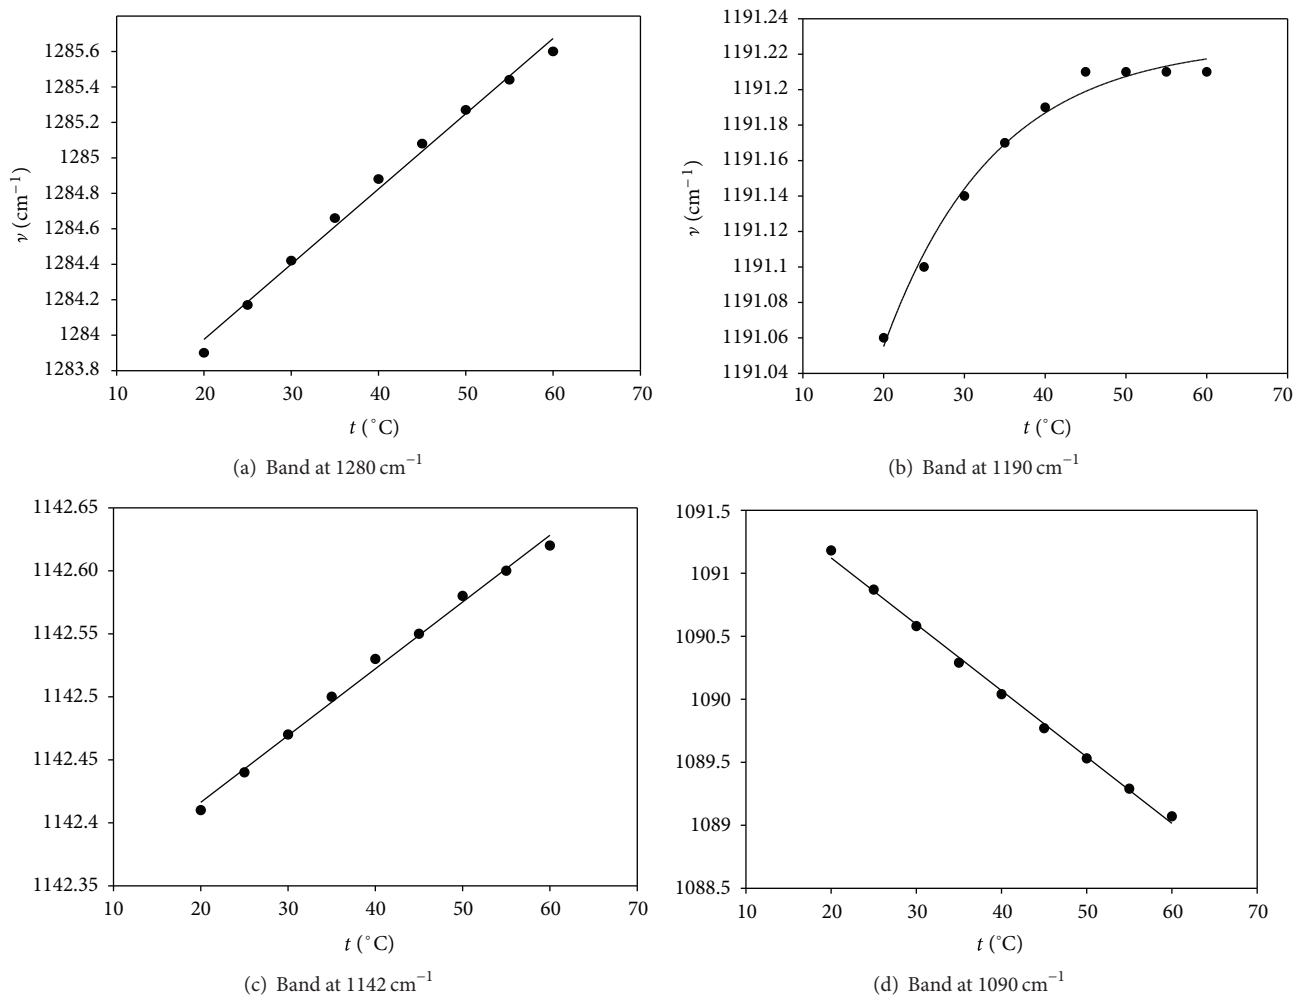 1285.6
1285.4
1285.2
1285
1284.8
1284.6
1284.4
1284.2
1284
1283.8
ν (cm⁻¹)
10 20 30 40 50 60 70
t (°C)
(a) Band at 1280 cm⁻¹
1191.24
1191.22
1191.2
1191.18
1191.16
1191.14
1191.12
1191.1
1191.08
1191.06
1191.04
ν (cm⁻¹)
10 20 30 40 50 60 70
t (°C)
(b) Band at 1190 cm⁻¹
1142.65
1142.60
1142.55
1142.5
1142.45
1142.4
1142.35
10 20 30 40 50 60 70
t (°C)
(c) Band at 1142 cm⁻¹
1091.5
1091
1090.5
1090
1089.5
1089
1088.5
10 20 30 40 50 60 70
t (°C)
(d) Band at 1090 cm⁻¹